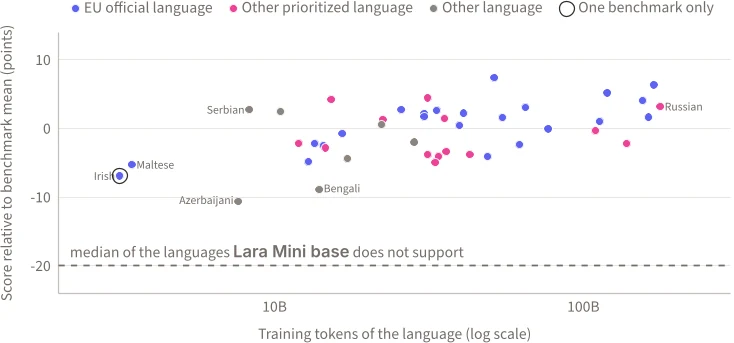 EU official language Other prioritized language Other language One benchmark only
Score relative to benchmark mean (points)
10
0
-10
-20
Serbian
Russian
Maltese
Irish
Bengali
Azerbaijani
median of the languages Lara Mini base does not support
10B 100B
Training tokens of the language (log scale)